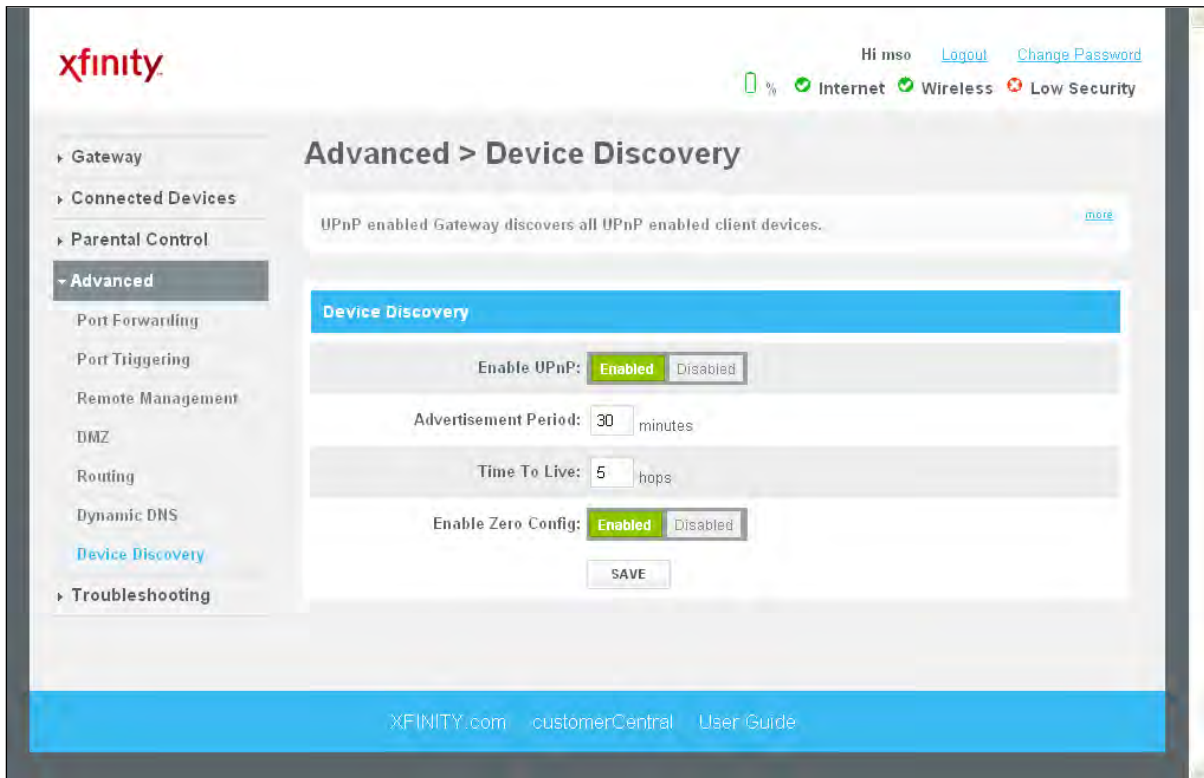 xfinity
Hi mso Logout Change Password
% Internet Wireless Low Security
Gateway
Connected Devices
Parental Control
Advanced
Port Forwarding
Port Triggering
Remote Management
DMZ
Routing
Dynamic DNS
Device Discovery
Troubleshooting
Advanced > Device Discovery
UPnP enabled Gateway discovers all UPnP enabled client devices. more
Device Discovery
Enable UPnP: Enabled Disabled
Advertisement Period: 30 minutes
Time To Live: 5 hops
Enable Zero Config: Enabled Disabled
SAVE
XFINITY.com customerCentral User Guide